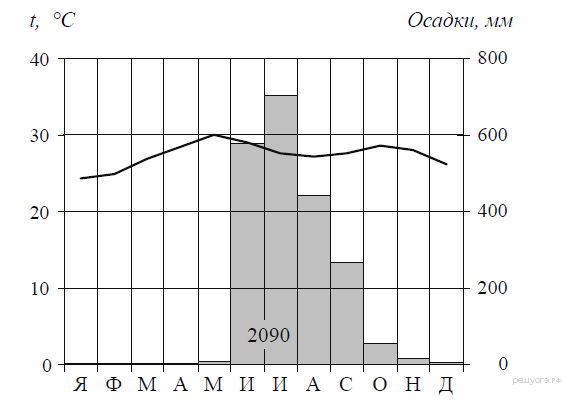 t, °C Осадки, мм
40 800
30 600
20 400
10 200
2090
0 0
Я Ф М А М И И А С О Н Д
решуогэ.рф